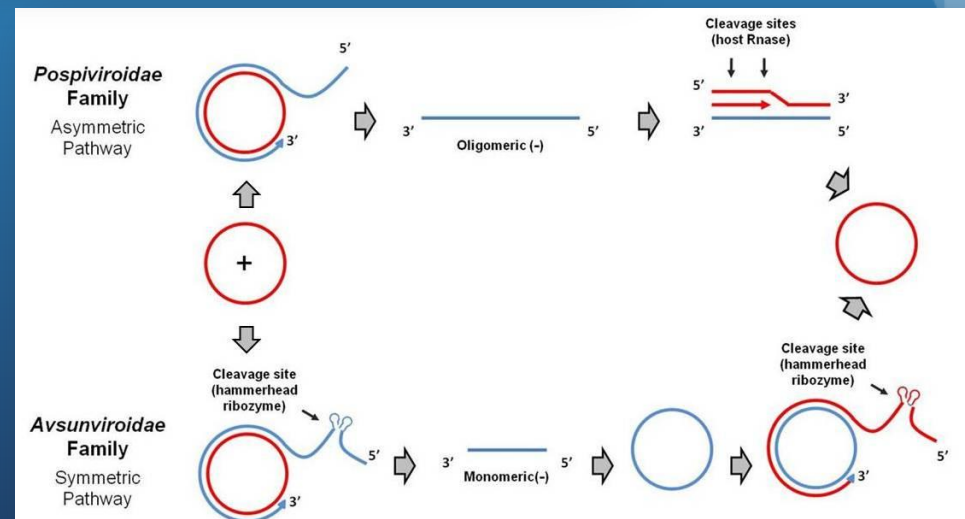 Pospiviroidae
Family
Asymmetric
Pathway
5'
3'
3'
5'
Oligomeric (-)
Cleavage sites
(host Rnase)
5'
3'
3'
5'
+
Avsunviroidae
Family
Symmetric
Pathway
Cleavage site
(hammerhead
ribozyme)
5'
3'
3'
5'
Monomeric(-)
Cleavage site
(hammerhead
ribozyme)
5'
3'